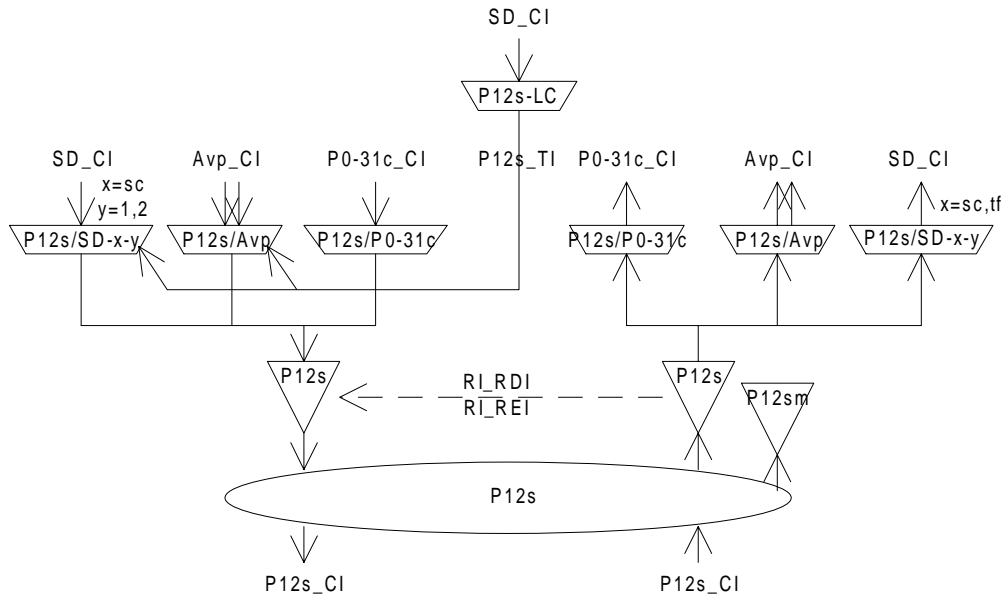 SD_CI
P12s-LC
SD_CI Avp_CI P0-31c_CI P12s_TI P0-31c_CI Avp_CI SD_CI
x=sc
y=1,2
x=sc,tf
P12s/SD-x-y P12s/Avp P12s/P0-31c P12s/P0-31c P12s/Avp P12s/SD-x-y
P12s RI_RDI P12s
RI_REI P12sm
P12s
P12s_CI P12s_CI